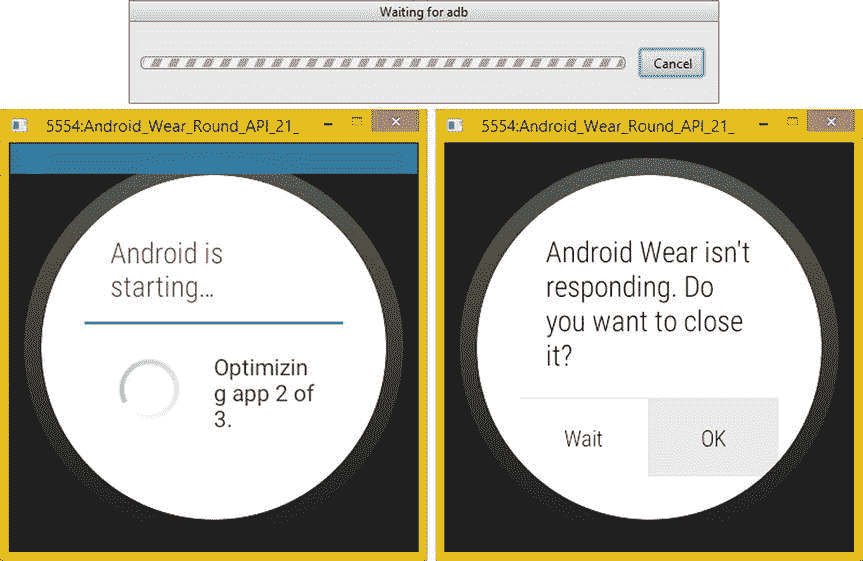 Waiting for adb
Cancel
5554:Android_Wear_Round_API_21_
Android is
starting...
Optimizin
g app 2 of
3.
5554:Android_Wear_Round_API_21_
Android Wear isn't
responding. Do
you want to close
it?
Wait
OK